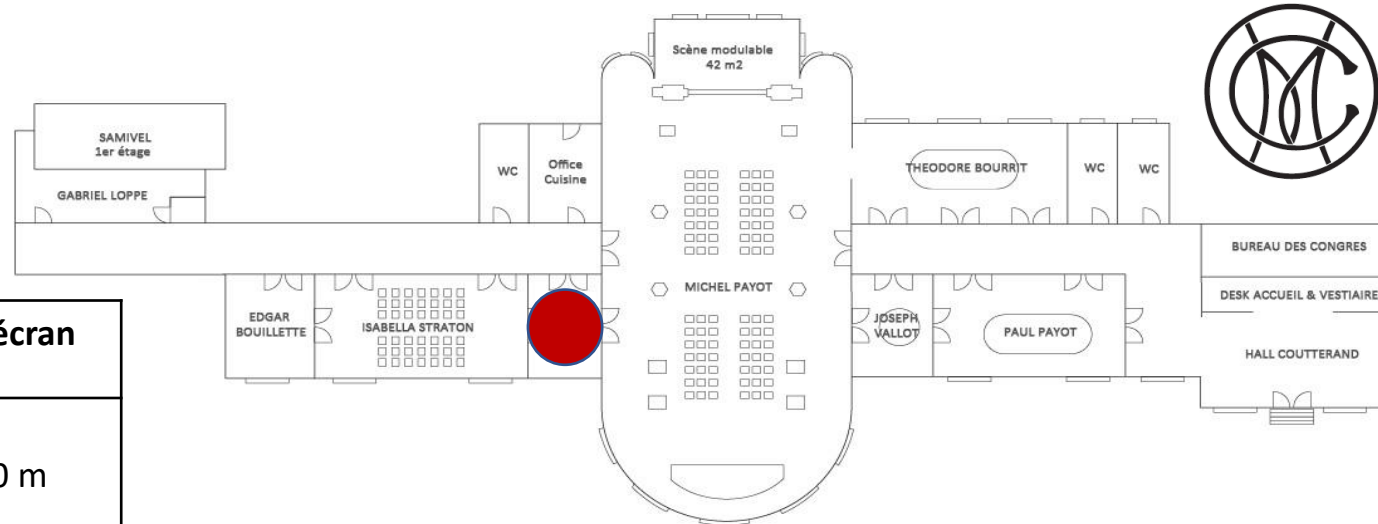 Scène modulable
42 m2
SAMIVEL
1er étage
GABRIEL LOPPE
WC
Office
Cuisine
THEODORE BOURRIT
WC
WC
BUREAU DES CONGRES
DESK ACCUEIL & VESTIAIRE
HALL COUTTERAND
MICHEL PAYOT
EDGAR
BOUILLETTE
ISABELLA STRATON
JOSEPH
VALLOT
PAUL PAYOT
écran
0 m